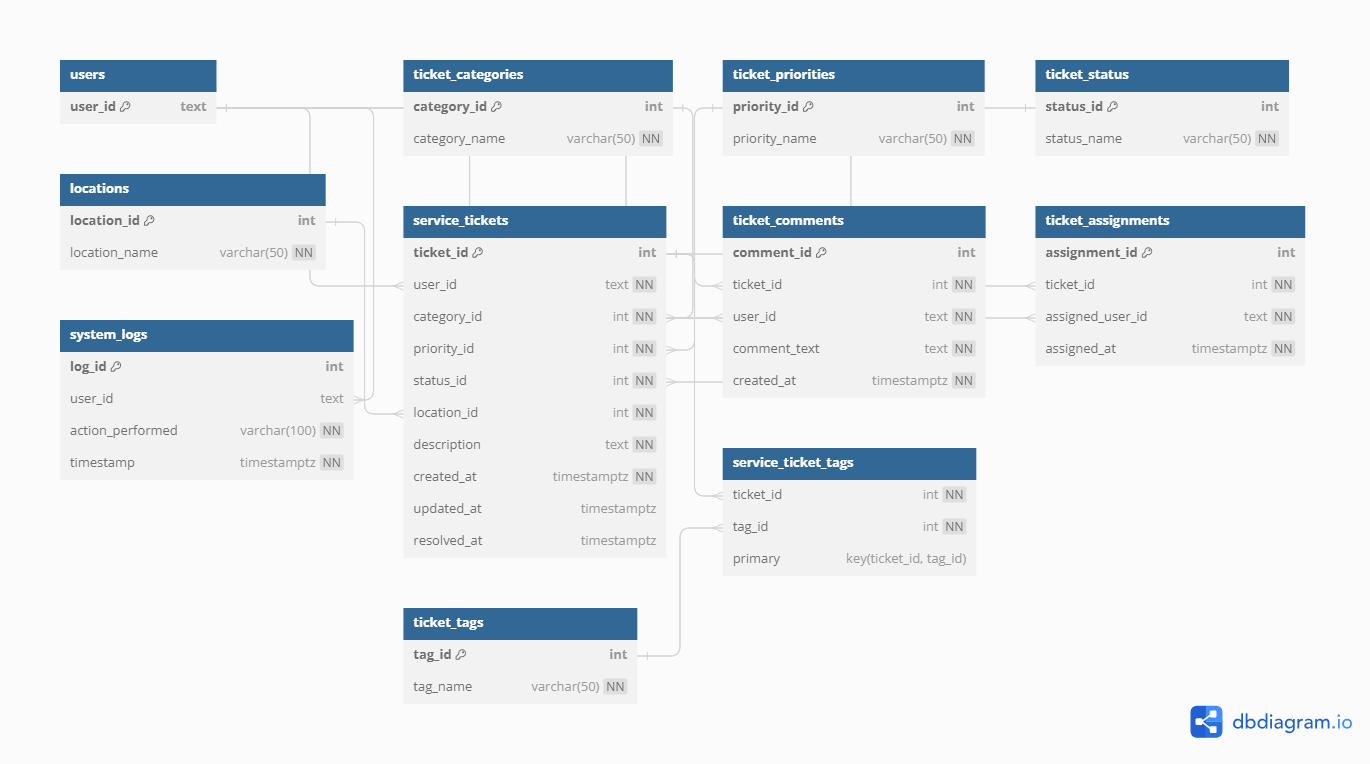 users
user_id text
ticket_categories
category_id int
category_name varchar(50) NN
ticket_priorities
priority_id int
priority_name varchar(50) NN
ticket_status
status_id int
status_name varchar(50) NN
locations
location_id int
location_name varchar(50) NN
service_tickets
ticket_id int
user_id text NN
category_id int NN
priority_id int NN
status_id int NN
location_id int NN
description text NN
created_at timestamptz NN
updated_at timestamptz
resolved_at timestamptz
ticket_comments
comment_id int
ticket_id int NN
user_id text NN
comment_text text NN
created_at timestamptz NN
ticket_assignments
assignment_id int
ticket_id int NN
assigned_user_id text NN
assigned_at timestamptz NN
system_logs
log_id int
user_id text
action_performed varchar(100) NN
timestamp timestamptz NN
service_ticket_tags
ticket_id int NN
tag_id int NN
primary key(ticket_id, tag_id)
ticket_tags
tag_id int
tag_name varchar(50) NN
dbdiagram.io